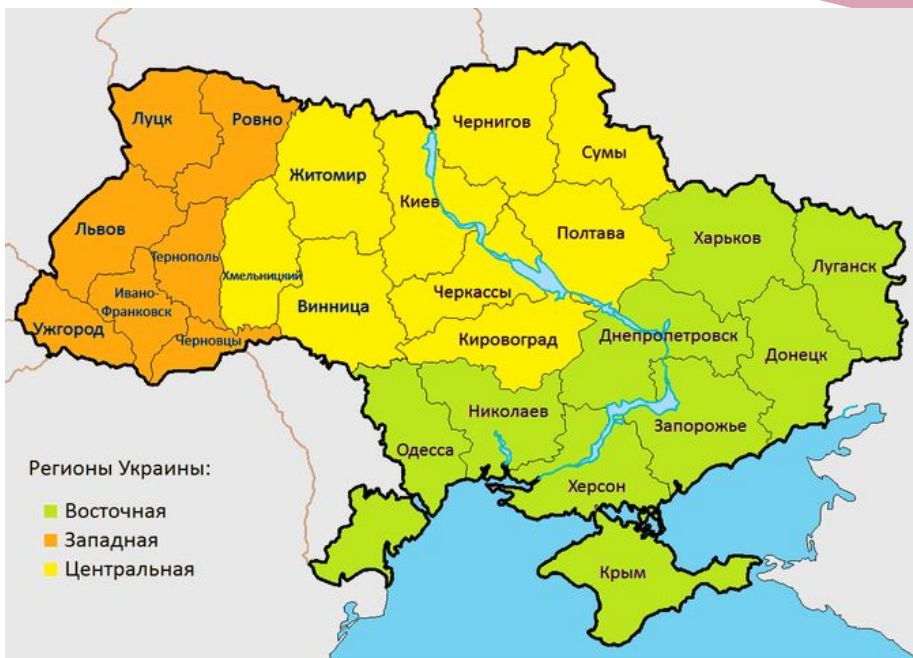 Луцк
Ровно
Чернигов
Сумы
Житомир
Киев
Львов
Тернополь
Хмельницкий
Полтава
Харьков
Луганск
Ивано-
Франковск
Винница
Черкассы
Ужгород
Черновцы
Кировоград
Днепропетровск
Донецк
Николаев
Запорожье
Одесса
Херсон
Крым
Регионы Украины:
Восточная
Западная
Центральная